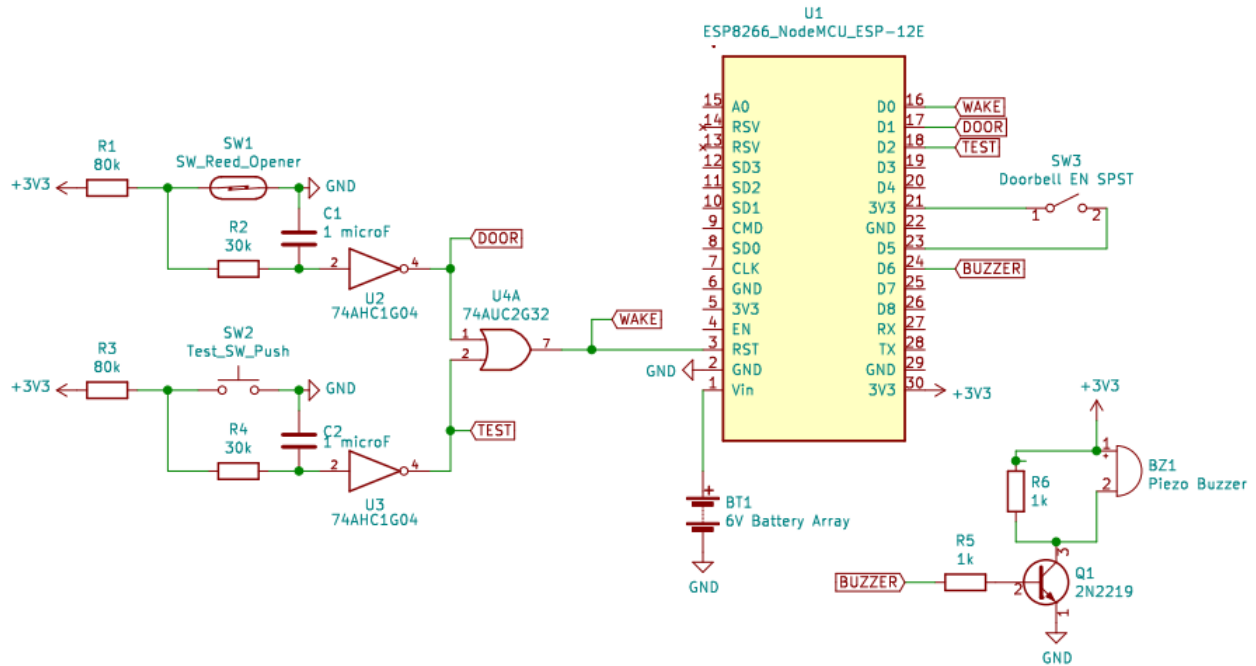 U1
ESP8266_NodeMCU_ESP-12E
15 A0
14 RSV
13 RSV
12 SD3
11 SD2
10 SD1
9 CMD
8 SD0
7 CLK
6 GND
5 3V3
4 EN
3 RST
2 GND
1 Vin
D0 16
D1 17
D2 18
D3 19
D4 20
3V3 21
GND 22
D5 23
D6 24
D7 25
D8 26
RX 27
TX 28
GND 29
3V3 30
WAKE
DOOR
TEST
SW3
Doorbell EN SPST
1 2
BUZZER
+3V3
R1
80k
+3V3
SW1
SW_Reed_Opener
GND
R2
30k
C1
1 microF
2 4
U2
74AHC1G04
DOOR
U4A
74AUC2G32
1
2
7
WAKE
R3
80k
+3V3
SW2
Test_SW_Push
GND
R4
30k
C2
1 microF
2 4
U3
74AHC1G04
TEST
GND
+
BT1
6V Battery Array
GND
+3V3
1
+
2
BZ1
Piezo Buzzer
R6
1k
R5
1k
BUZZER
2
3
1
Q1
2N2219
GND